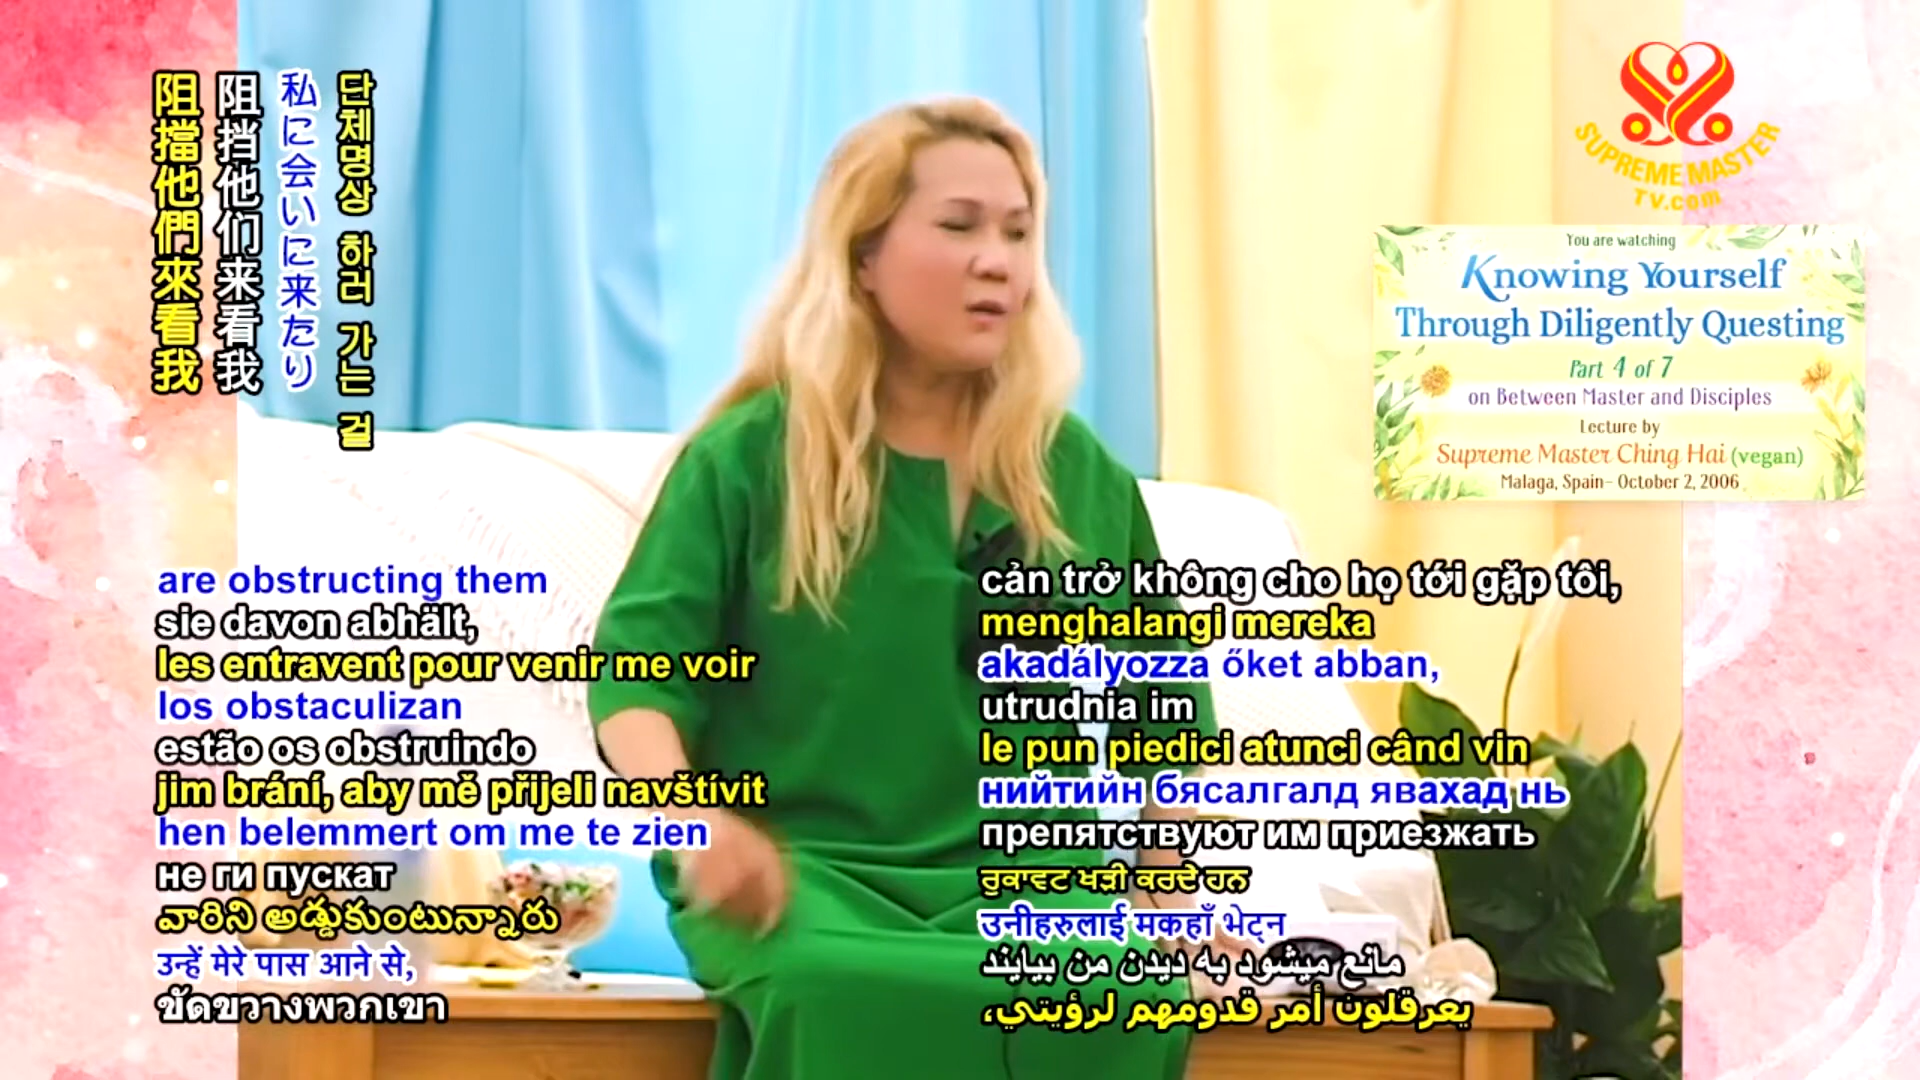 阻擋他們來看我
阻挡他们来看我
私に会いに来たり
단체명상 하러 가는 걸
SUPREME MASTER
TV.com
You are watching
Knowing Yourself
Through Diligently Questing
Part 4 of 7
on Between Master and Disciples
Lecture by
Supreme Master Ching Hai (vegan)
Malaga, Spain– October 2, 2006
are obstructing them
sie davon abhält,
les entravent pour venir me voir
los obstaculizan
estão os obstruindo
jim brání, aby mě přijeli navštívit
hen belemmert om me te zien
не ги пускат
వారిని అడ్డుకుంటున్నారు
उन्हें मेरे पास आने से,
ขัดขวางพวกเขา
cản trở không cho họ tới gặp tôi,
menghalangi mereka
akadályozza őket abban,
utrudnia im
le pun piedici atunci când vin
нийтийн бясалгалд явахад нь
препятствуют им приезжать
ਰੁਕਾਵਟ ਖੜੀ ਕਰਦੇ ਹਨ
उनीहरुलाई मकहाँ भेट्न
مانع میشود به دیدن من بیایند
يعرقلون أمر قدومهم لرؤيتي،